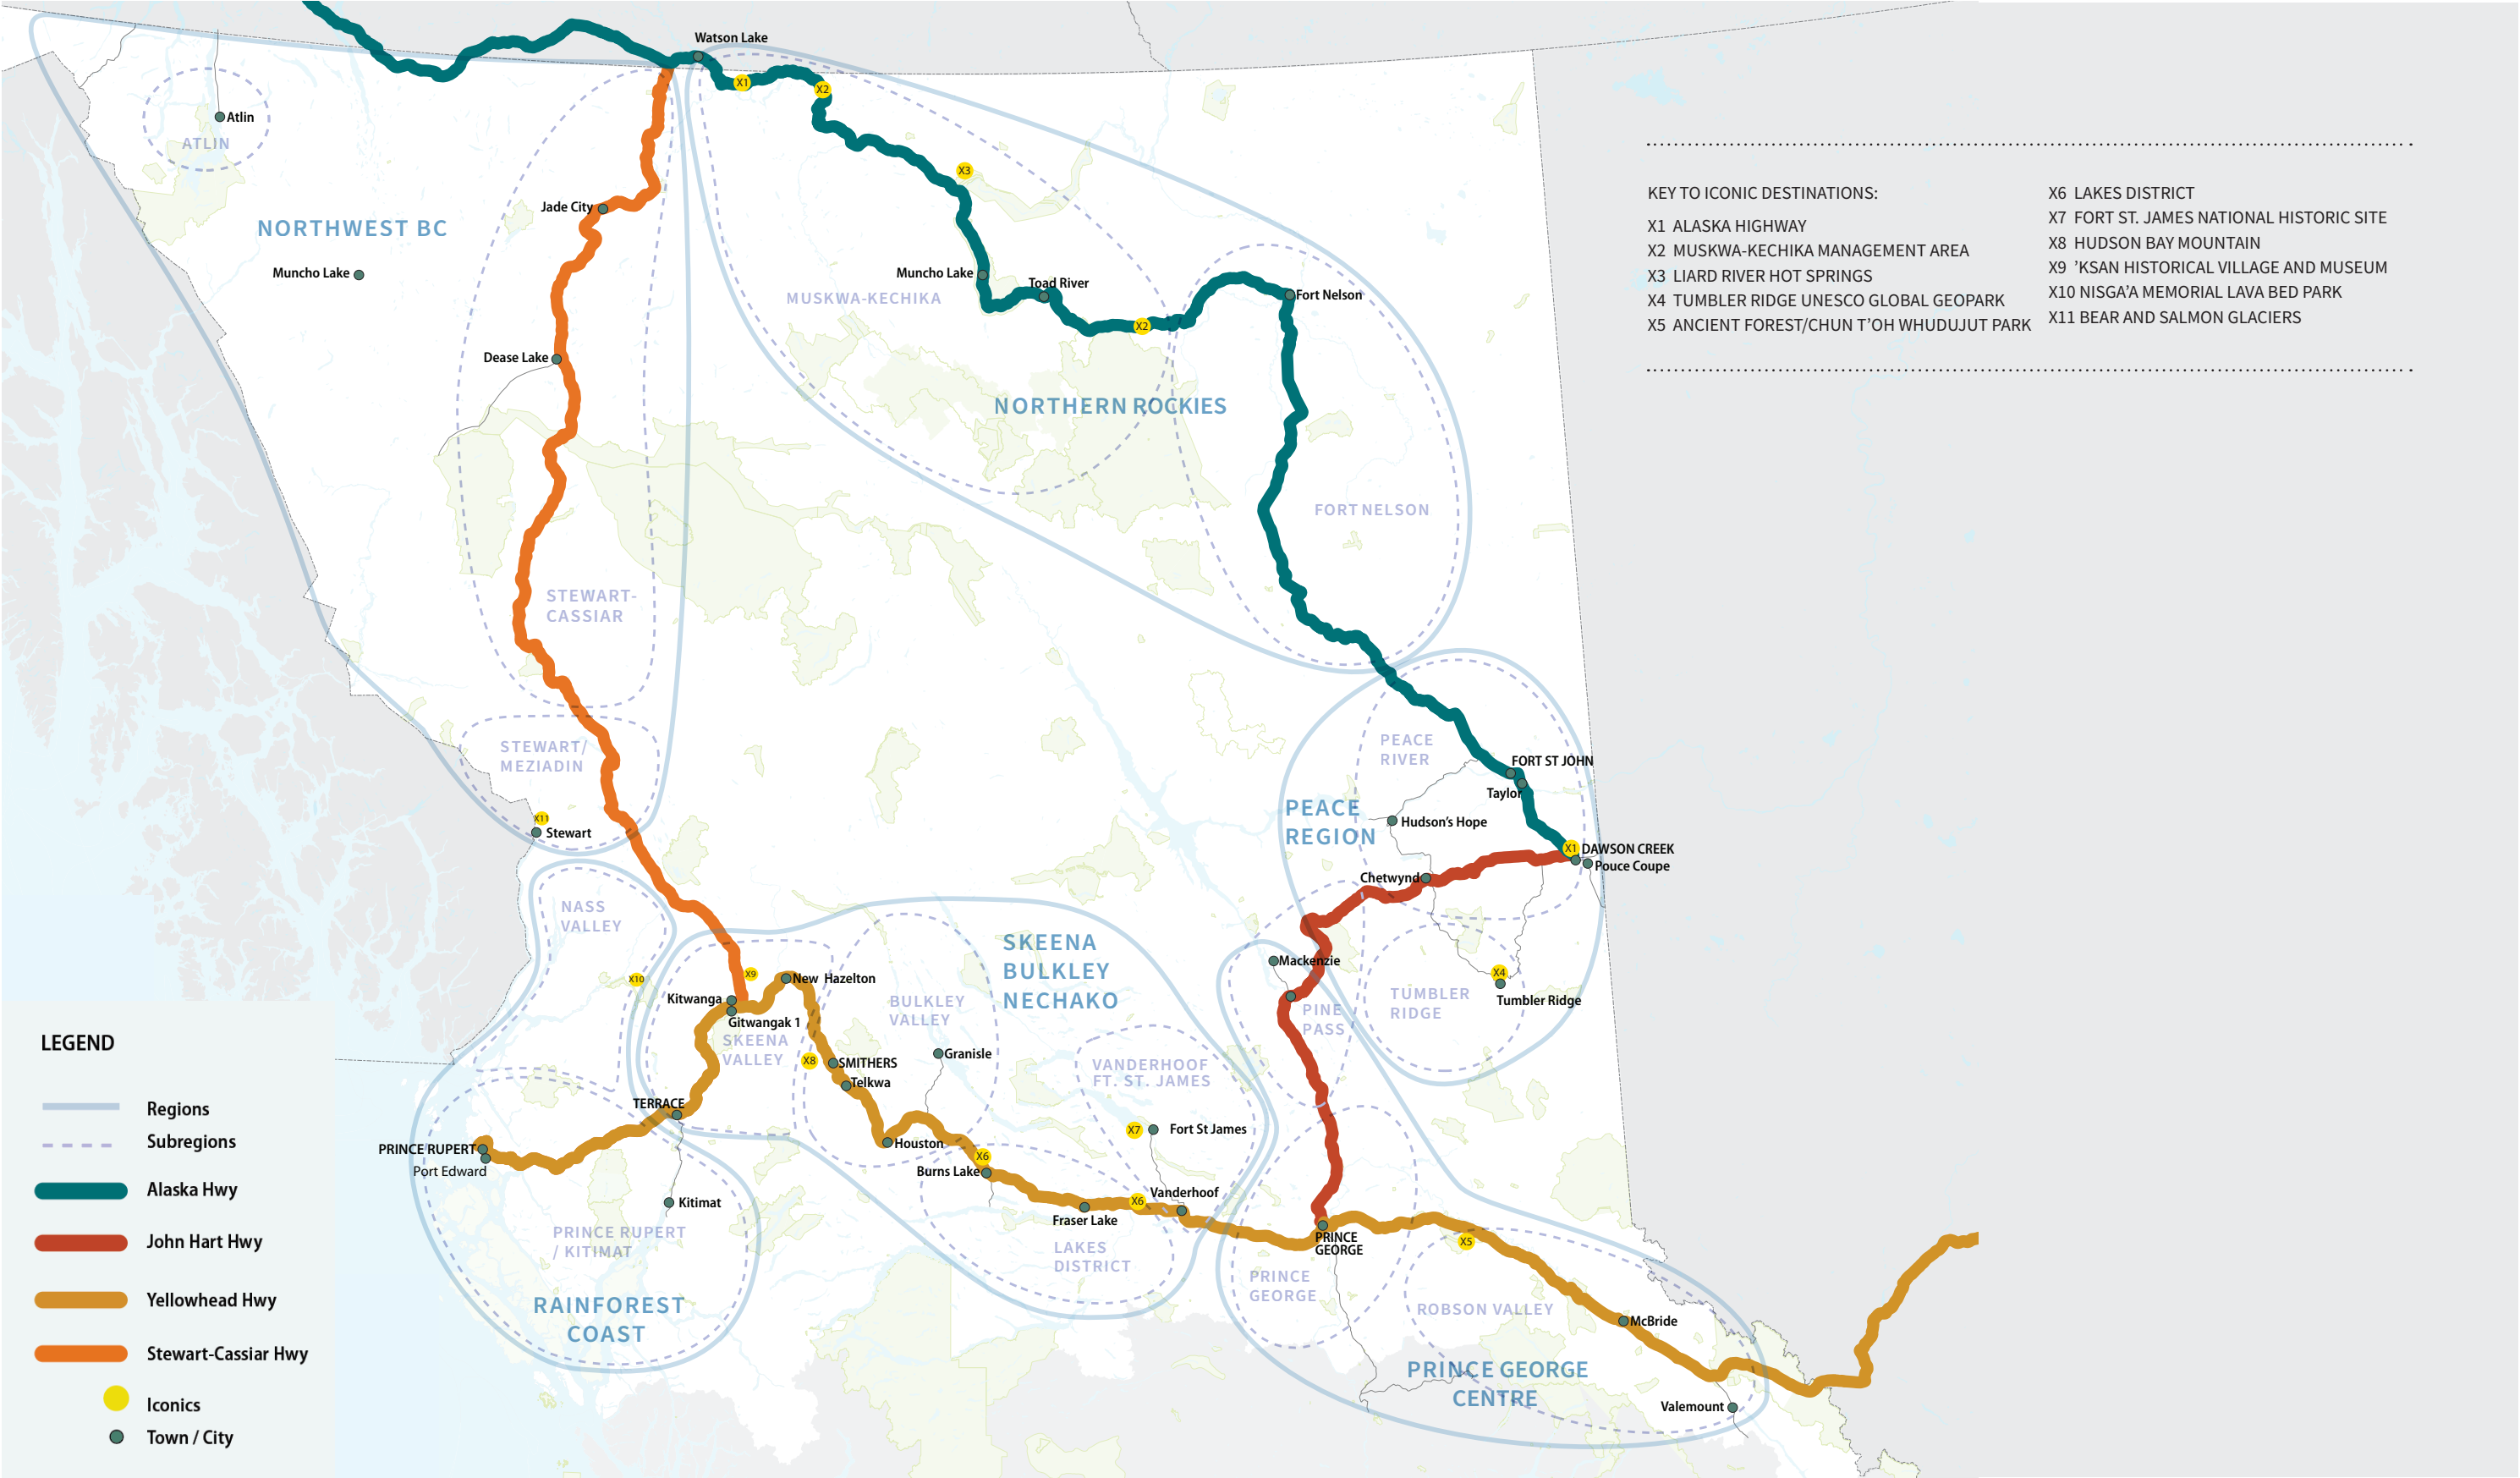 Watson Lake
X1
X2
Atlin
ATLIN
X3
Jade City
NORTHWEST BC
Muncho Lake
Muncho Lake
Toad River
MUSKWA-KECHIKA
Fort Nelson
X2
Dease Lake
NORTHERN ROCKIES
FORT NELSON
STEWART-
CASSIAR
KEY TO ICONIC DESTINATIONS:
X1 ALASKA HIGHWAY
X2 MUSKWA-KECHIKA MANAGEMENT AREA
X3 LIARD RIVER HOT SPRINGS
X4 TUMBLER RIDGE UNESCO GLOBAL GEOPARK
X5 ANCIENT FOREST/CHUN T’OH WHUDUJUT PARK
X6 LAKES DISTRICT
X7 FORT ST. JAMES NATIONAL HISTORIC SITE
X8 HUDSON BAY MOUNTAIN
X9 ’KSAN HISTORICAL VILLAGE AND MUSEUM
X10 NISGA’A MEMORIAL LAVA BED PARK
X11 BEAR AND SALMON GLACIERS
STEWART/
MEZIADIN
PEACE
RIVER
FORT ST JOHN
Taylor
X11
Stewart
PEACE
REGION
Hudson’s Hope
X1
DAWSON CREEK
Pouce Coupe
Chetwynd
NASS
VALLEY
SKEENA
BULKLEY
NECHAKO
X10
X9
New Hazelton
Mackenzie
X4
Tumbler Ridge
TUMBLER
RIDGE
Kitwanga
Gitwangak 1
BULKLEY
VALLEY
PINE
PASS
SKEENA
VALLEY
X8
SMITHERS
Telkwa
Granisle
VANDERHOOF
FT. ST. JAMES
TERRACE
X7
Fort St James
PRINCE RUPERT
Port Edward
Houston
X6
Burns Lake
Kitimat
X6
Vanderhoof
Fraser Lake
PRINCE RUPERT
/ KITIMAT
LAKES
DISTRICT
PRINCE
GEORGE
X5
PRINCE
GEORGE
RAINFOREST
COAST
ROBSON VALLEY
McBride
PRINCE GEORGE
CENTRE
Valemount
LEGEND
Regions
Subregions
Alaska Hwy
John Hart Hwy
Yellowhead Hwy
Stewart-Cassiar Hwy
Iconics
Town / City